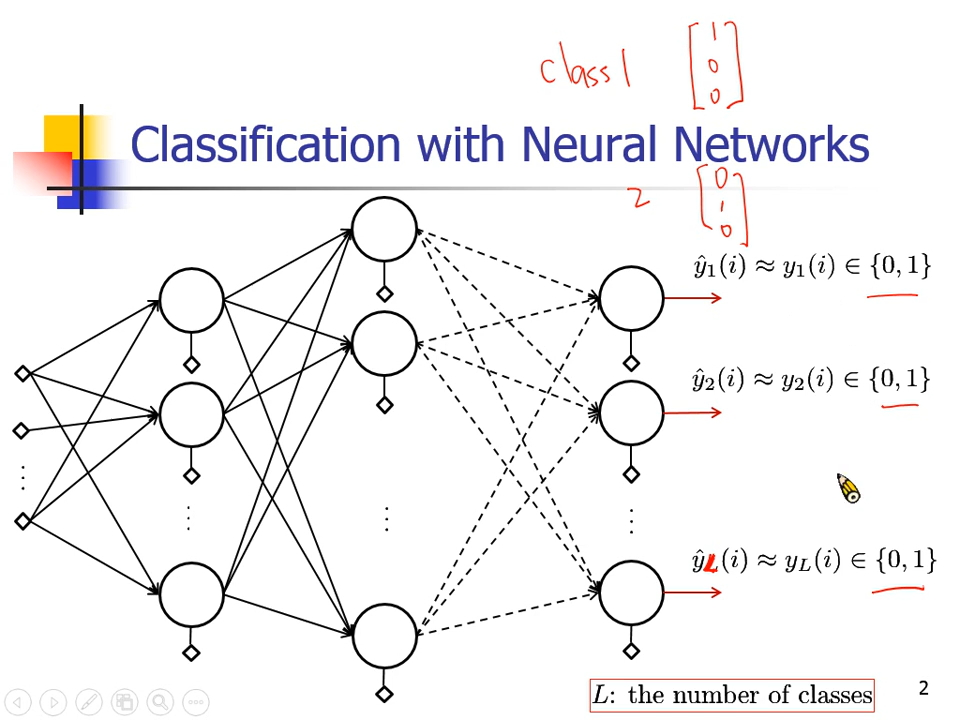 class 1 [1 0 0]
Classification with Neural Networks
2 [0 1 0]
ŷ₁(i) ≈ y₁(i) ∈ {0, 1}
ŷ₂(i) ≈ y₂(i) ∈ {0, 1}
⋮ ⋮ ⋮ ⋮
ŷL(i) ≈ yL(i) ∈ {0, 1}
L: the number of classes
2